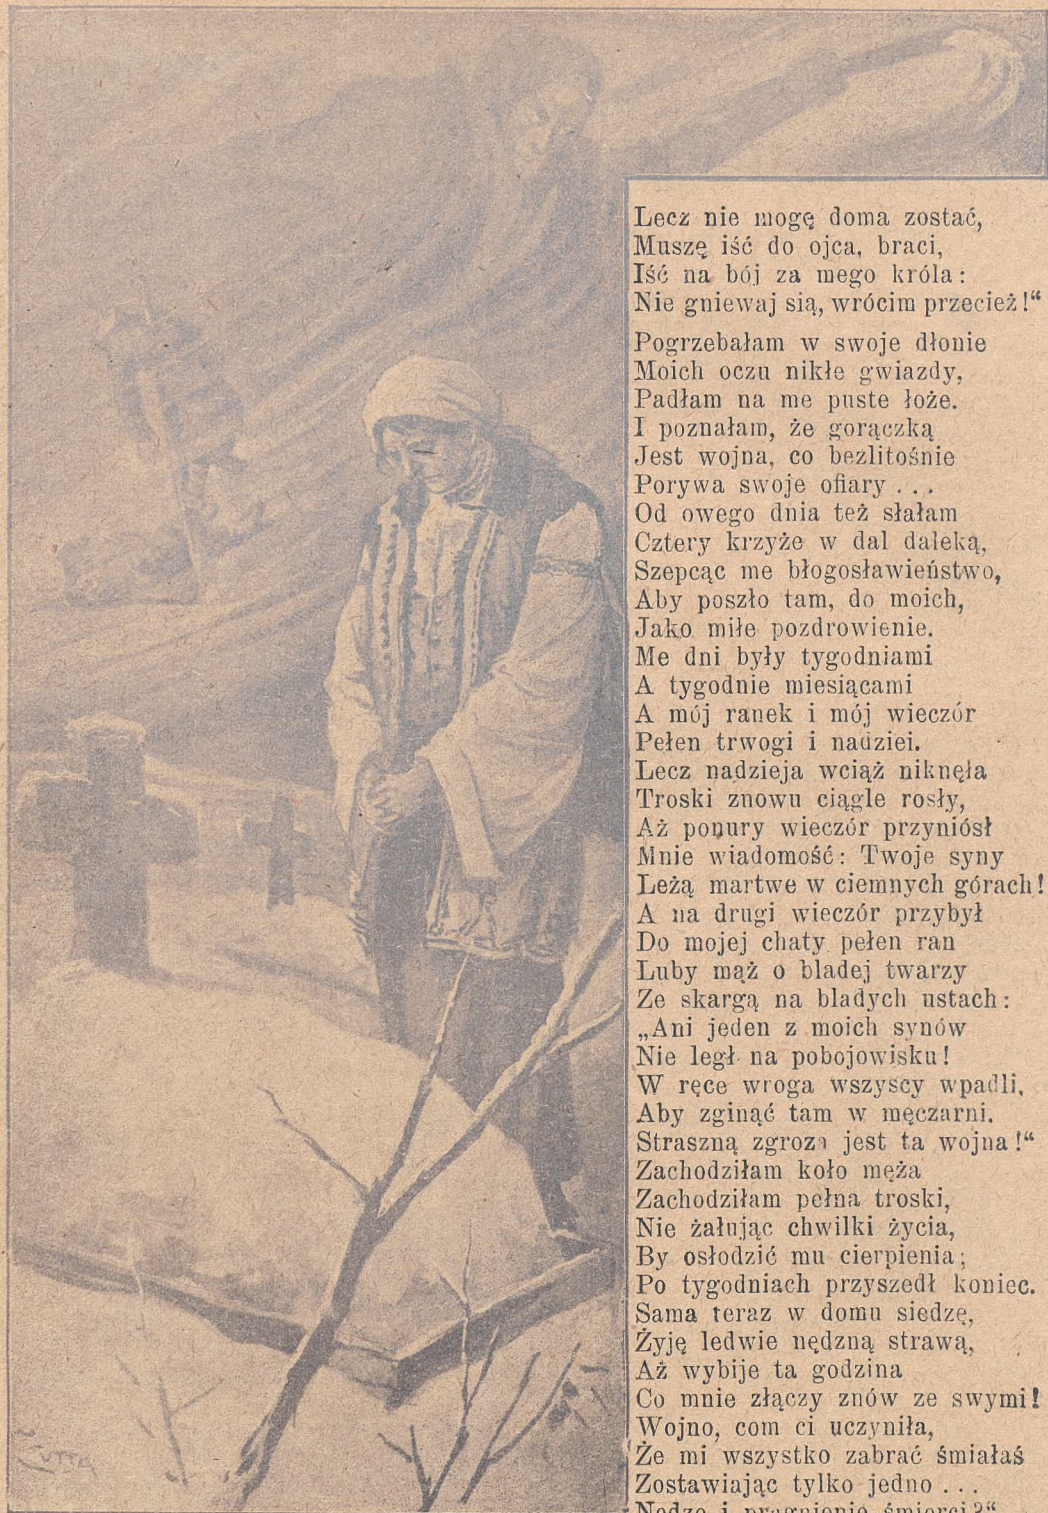 Lecz nie mogę doma zostać,
Muszę iść do ojca, braci,
Iść na bój za mego króla:
Nie gniewaj sią, wrócim przecież!“
Pogrzebałam w swoje dłonie
Moich oczu nikłe gwiazdy,
Padłam na me puste łoże.
I poznałam, że gorączką
Jest wojna, co bezlitośnie
Porywa swoje ofiary . . .
Od owego dnia też słałam
Cztery krzyże w dal daleką,
Szepcąc me błogosławieństwo,
Aby poszło tam, do moich,
Jako miłe pozdrowienie.
Me dni były tygodniami
A tygodnie miesiącami
A mój ranek i mój wieczór
Pełen trwogi i nadziei.
Lecz nadzieja wciąż niknęła
Troski znowu ciągle rosły,
Aż ponury wieczór przyniósł
Mnie wiadomość: Twoje syny
Leżą martwe w ciemnych górach!
A na drugi wieczór przybył
Do mojej chaty pełen ran
Luby mąż o bladej twarzy
Ze skargą na bladych ustach:
„Ani jeden z moich synów
Nie legł na pobojowisku!
W ręce wroga wszyscy wpadli,
Aby zginąć tam w męczarni.
Straszną zgroza jest ta wojna!“
Zachodziłam koło męża
Zachodziłam pełna troski,
Nie żałując chwilki życia,
By osłodzić mu cierpienia;
Po tygodniach przyszedł koniec.
Sama teraz w domu siedzę,
Żyję ledwie nędzną strawą,
Aż wybije ta godzina
Co mnie złączy znów ze swymi!
Wojno, com ci uczyniła,
Że mi wszystko zabrać śmiałaś
Zostawiając tylko jedno . . .
Nędzę i pragnienie śmierci?“